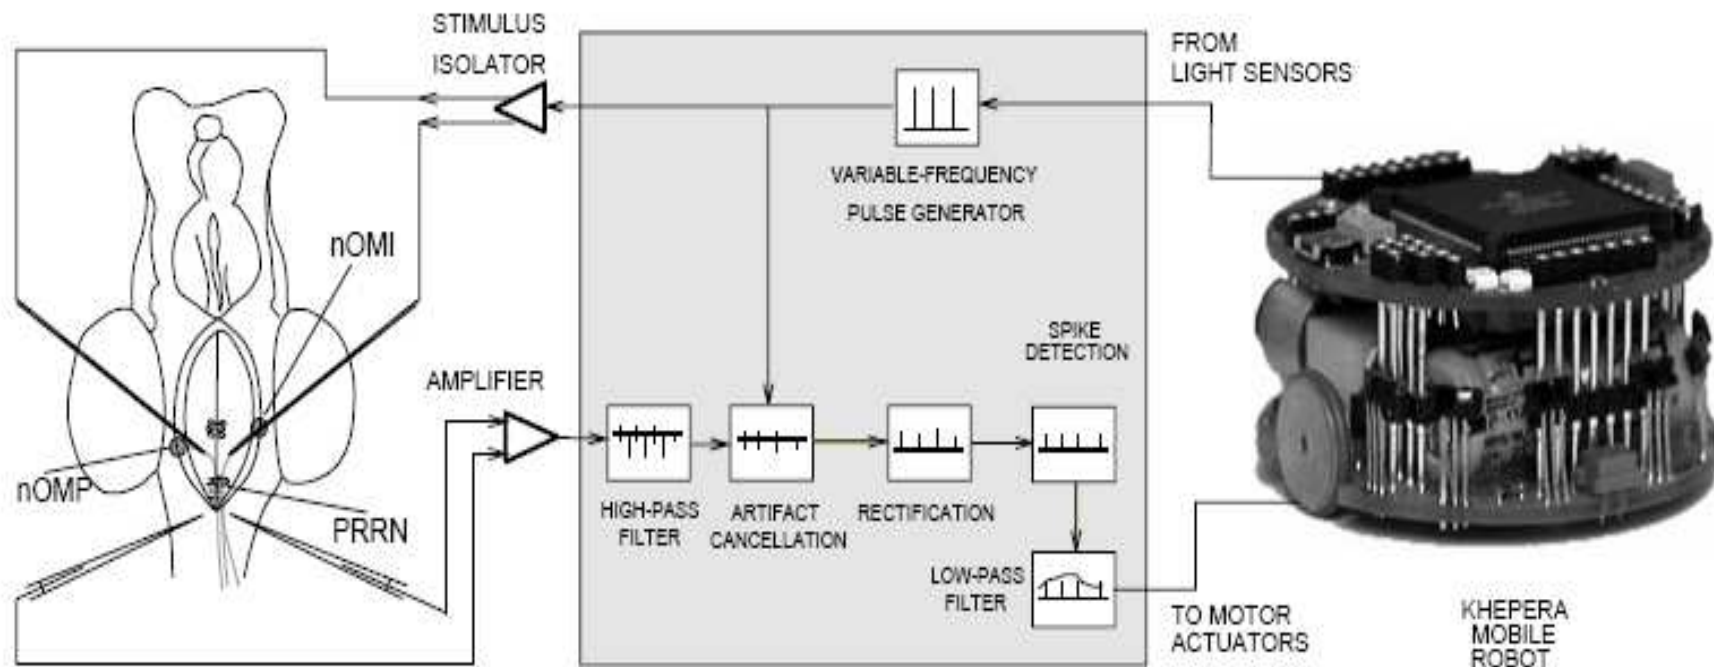 STIMULUS
ISOLATOR
FROM
LIGHT SENSORS
VARIABLE-FREQUENCY
PULSE GENERATOR
nOMI
SPIKE
DETECTION
AMPLIFIER
nOMP
PRRN
HIGH-PASS
FILTER
ARTIFACT
CANCELLATION
RECTIFICATION
LOW-PASS
FILTER
TO MOTOR
ACTUATORS
KHEPERA
MOBILE
ROBOT